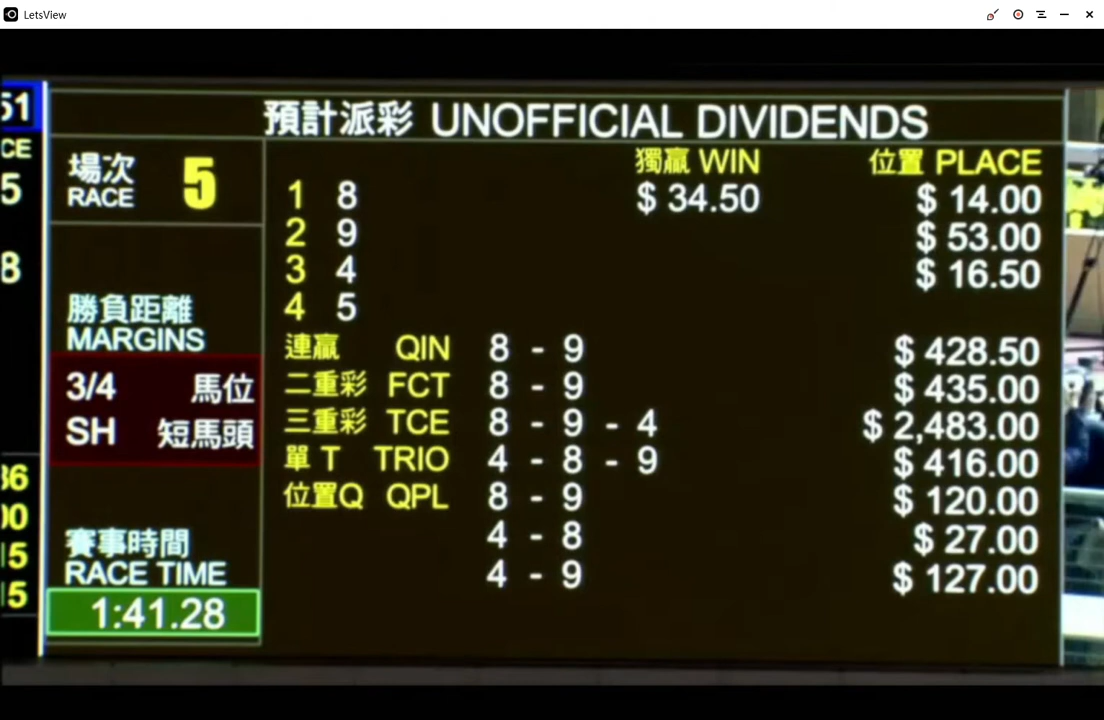 LetsView
預計派彩 UNOFFICIAL DIVIDENDS
51
CE
5
8
場次
RACE 5
獨贏 WIN 位置 PLACE
1 8 $ 34.50 $ 14.00
2 9 $ 53.00
3 4 $ 16.50
4 5
勝負距離
MARGINS
3/4 馬位
SH 短馬頭
連贏 QIN 8 - 9 $ 428.50
二重彩 FCT 8 - 9 $ 435.00
三重彩 TCE 8 - 9 - 4 $ 2,483.00
單T TRIO 4 - 8 - 9 $ 416.00
位置Q QPL 8 - 9 $ 120.00
4 - 8 $ 27.00
4 - 9 $ 127.00
賽事時間
RACE TIME
1:41.28